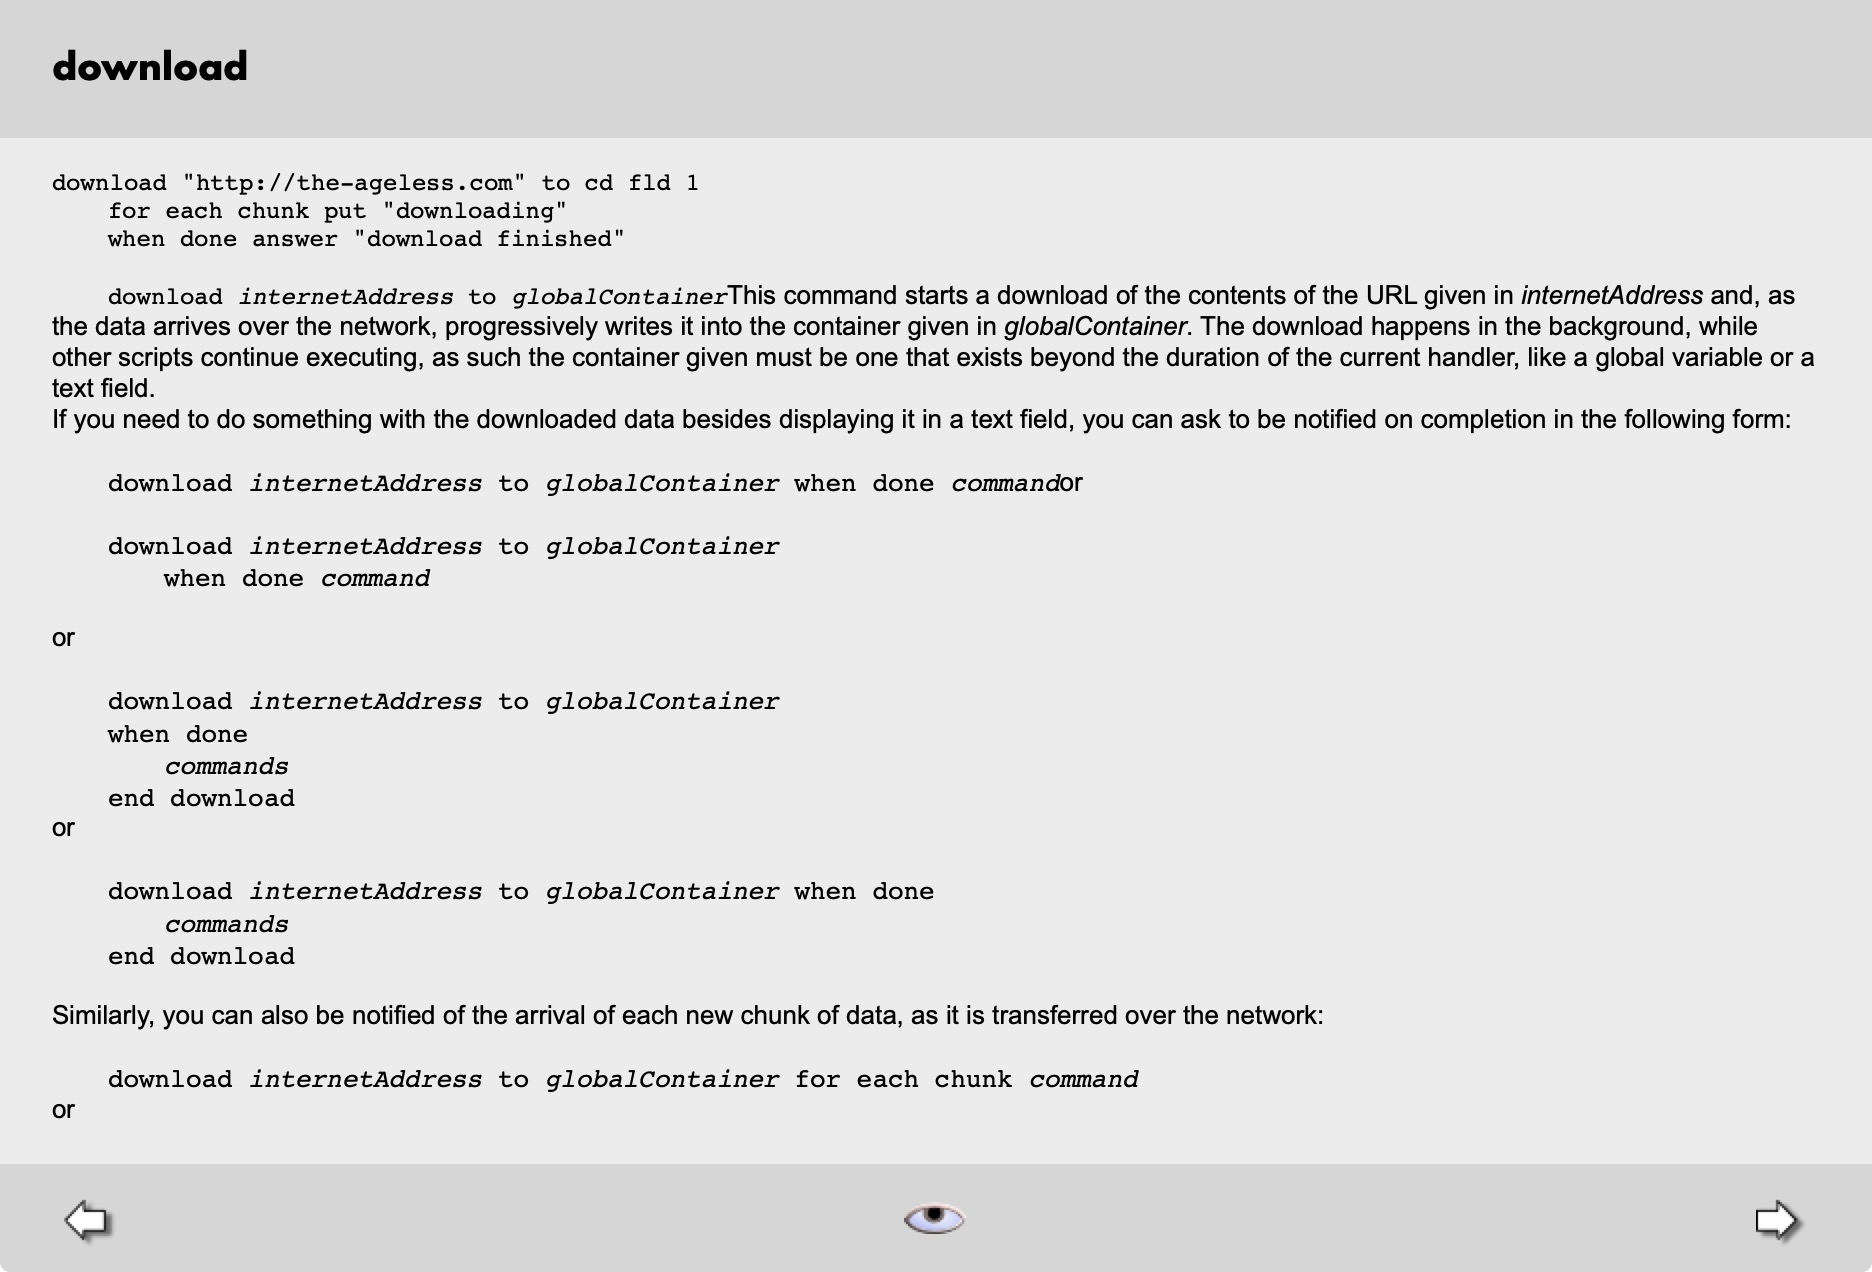 download
download "http://the-ageless.com" to cd fld 1
for each chunk put "downloading"
when done answer "download finished"
download internetAddress to globalContainerThis command starts a download of the contents of the URL given in internetAddress and, as
the data arrives over the network, progressively writes it into the container given in globalContainer. The download happens in the background, while
other scripts continue executing, as such the container given must be one that exists beyond the duration of the current handler, like a global variable or a
text field.
If you need to do something with the downloaded data besides displaying it in a text field, you can ask to be notified on completion in the following form:
download internetAddress to globalContainer when done commandor
download internetAddress to globalContainer
when done command
or
download internetAddress to globalContainer
when done
commands
end download
or
download internetAddress to globalContainer when done
commands
end download
Similarly, you can also be notified of the arrival of each new chunk of data, as it is transferred over the network:
download internetAddress to globalContainer for each chunk command
or